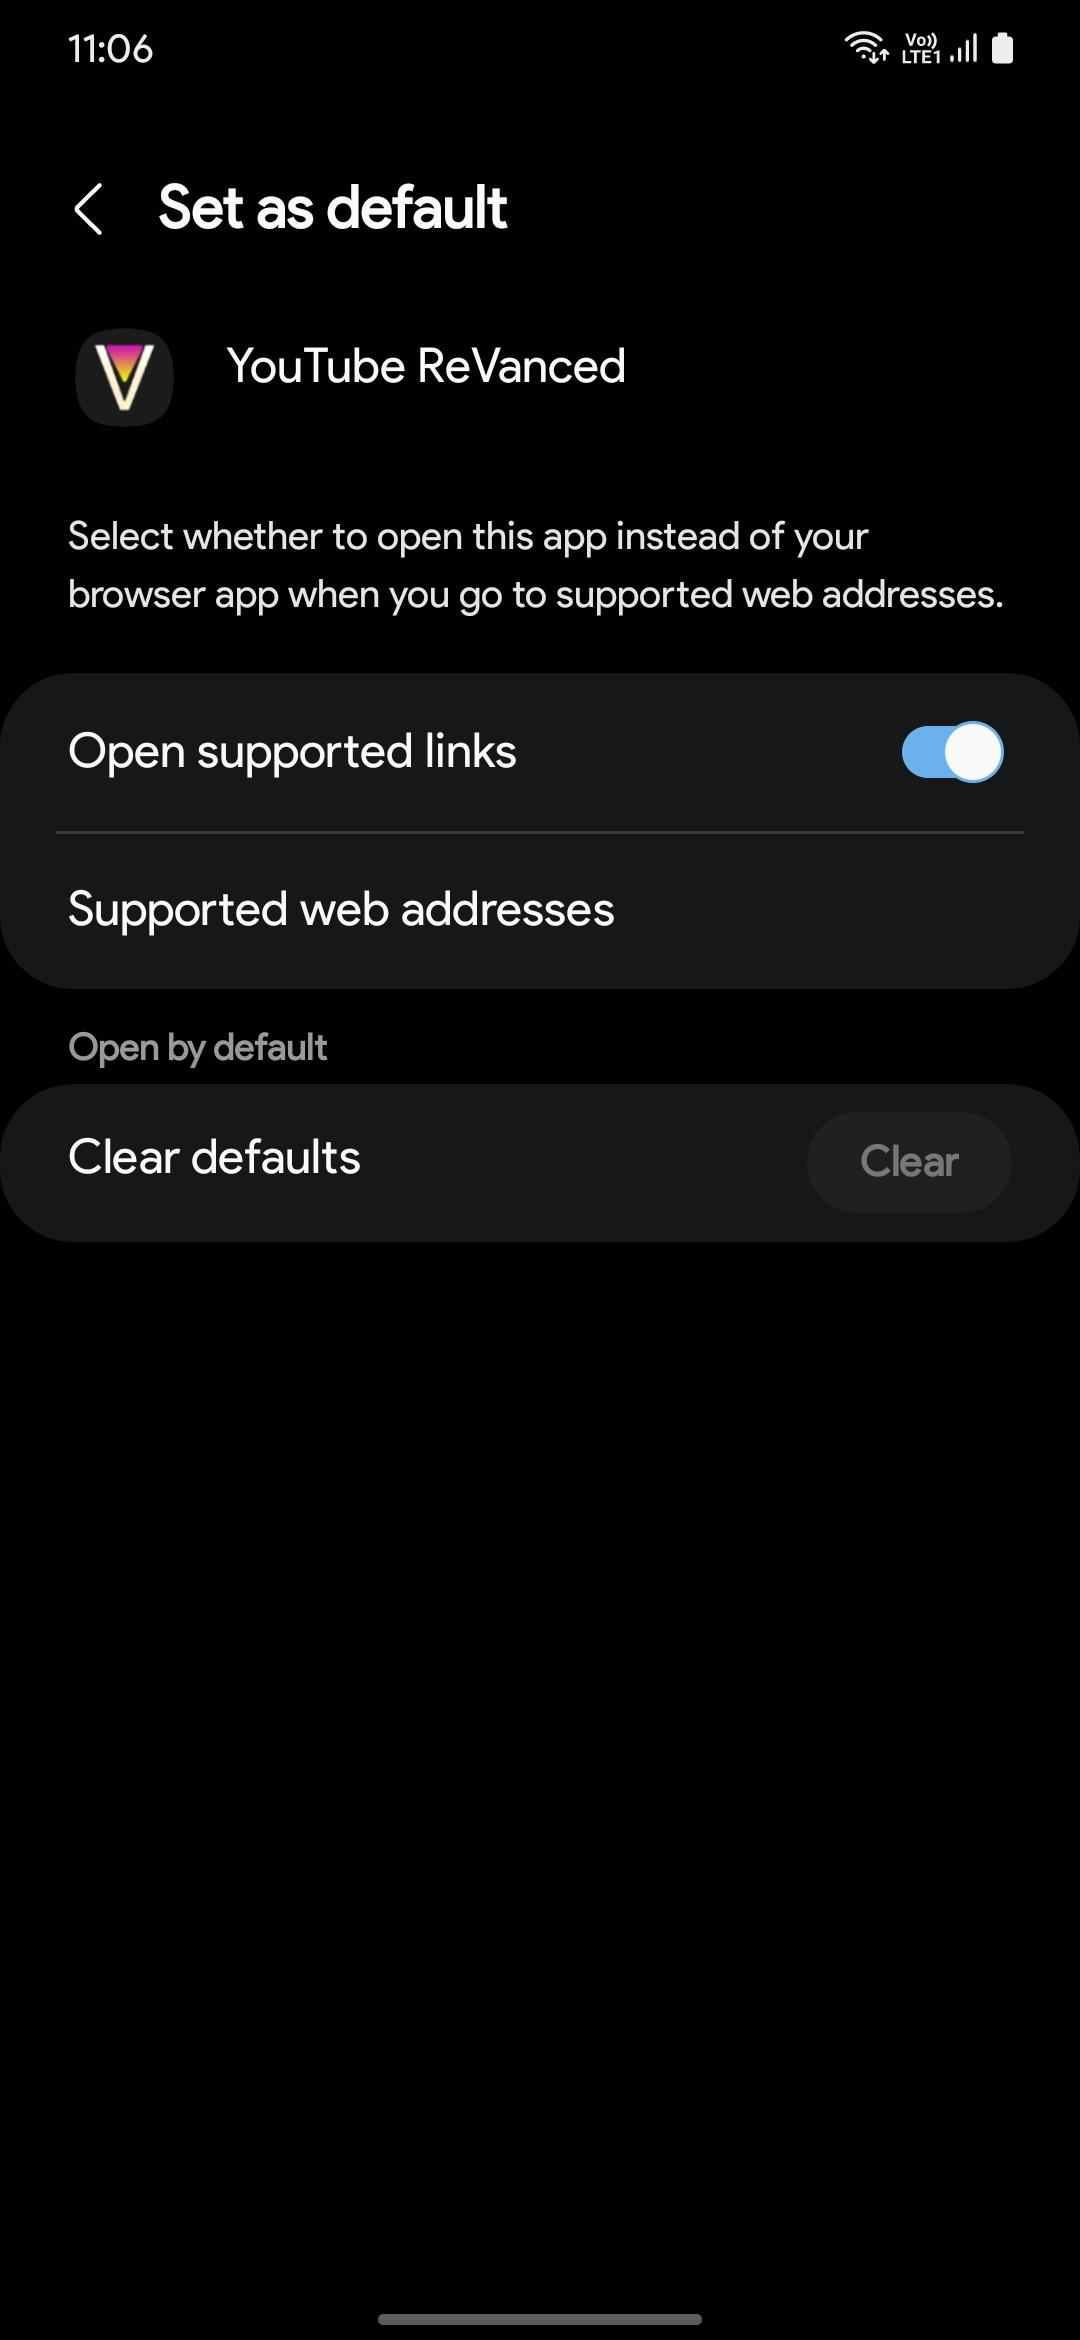 11:06
Vo))
LTE1
Set as default
YouTube ReVanced
Select whether to open this app instead of your
browser app when you go to supported web addresses.
Open supported links
Supported web addresses
Open by default
Clear defaults
Clear